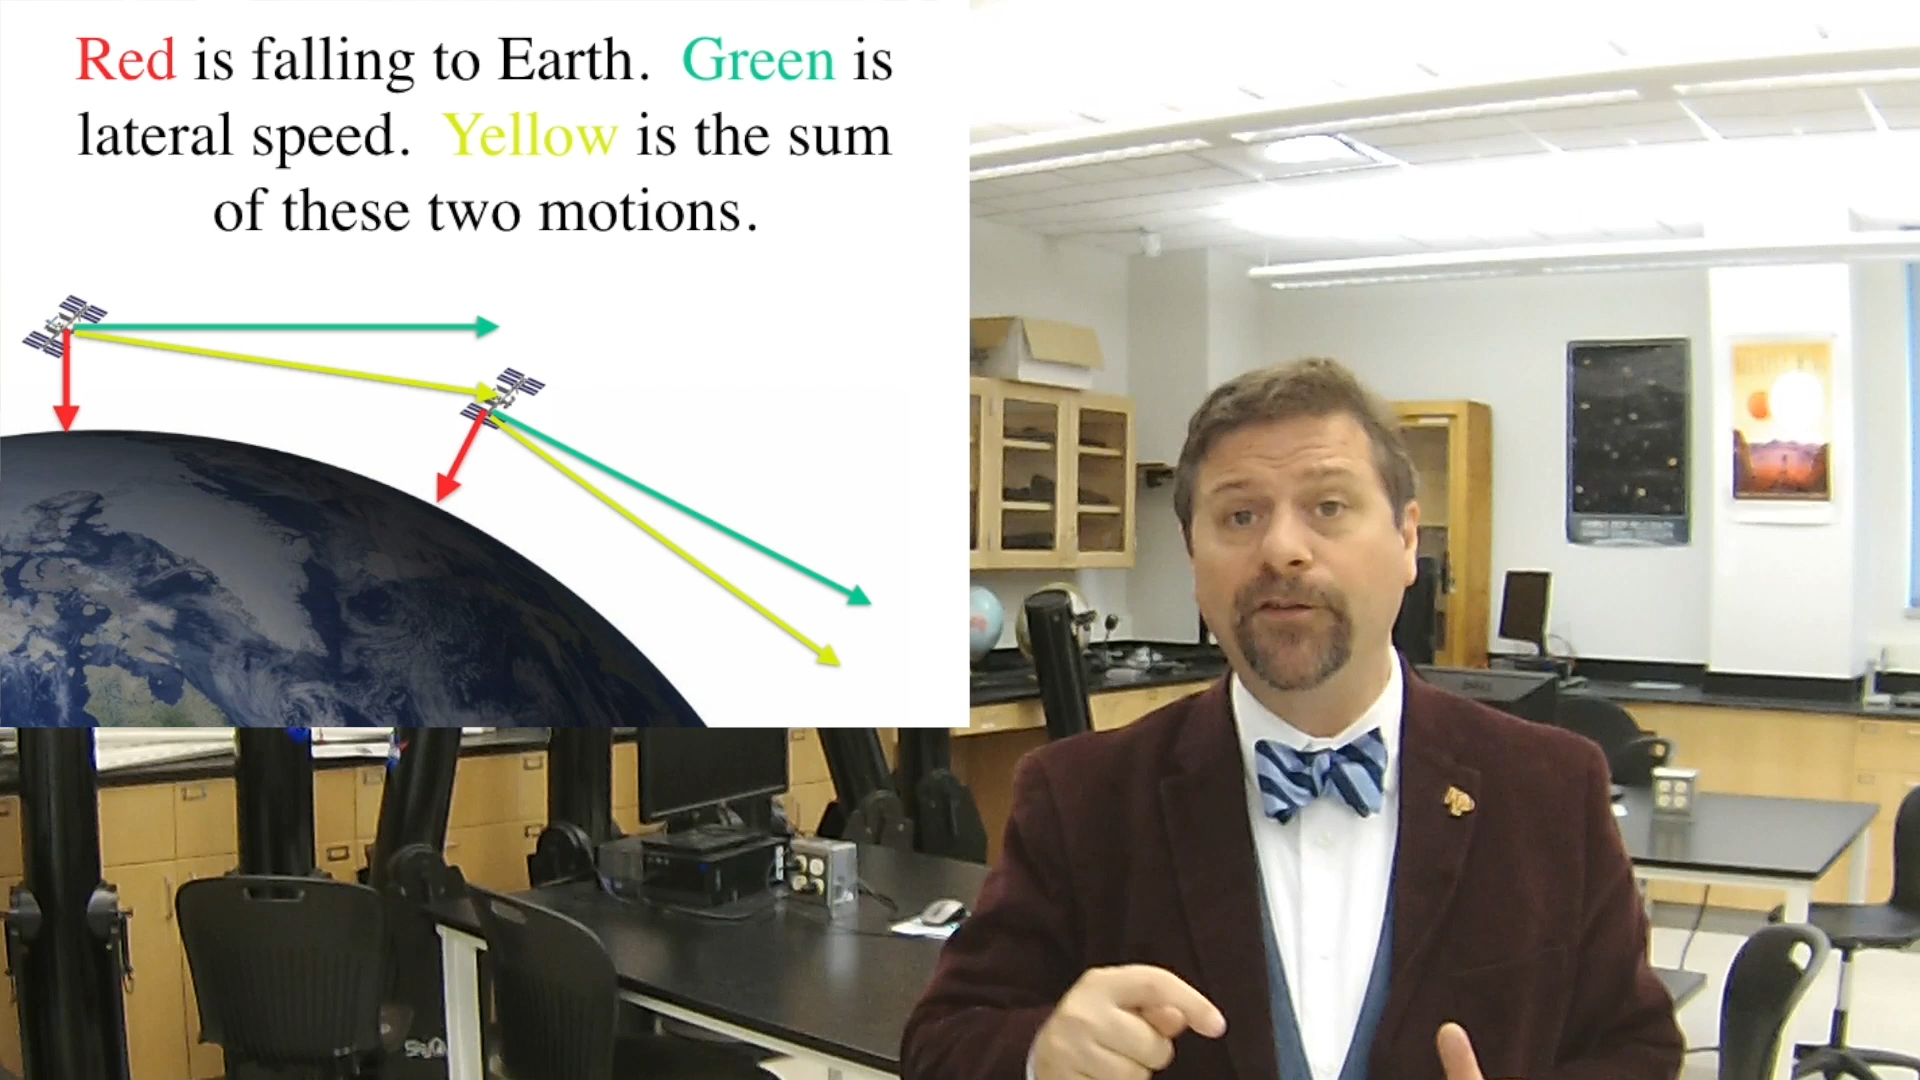 Red is falling to Earth. Green is
lateral speed. Yellow is the sum
of these two motions.